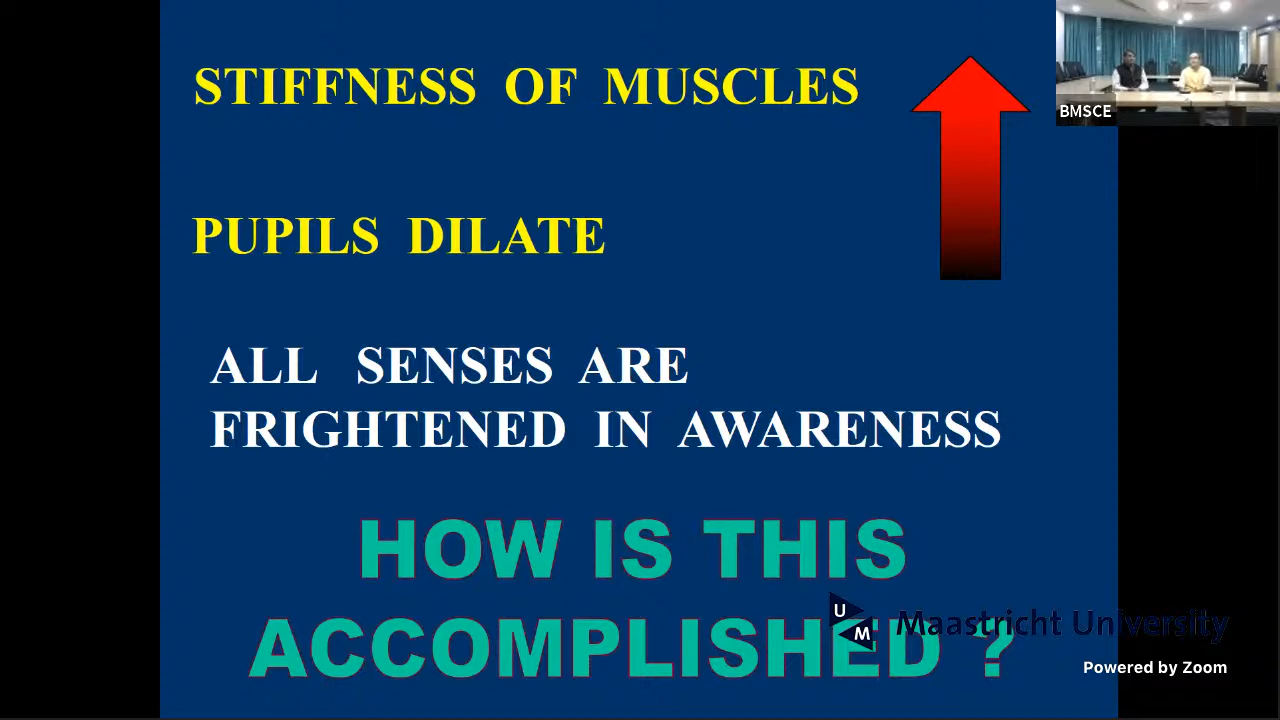 STIFFNESS OF MUSCLES
BMSCE
PUPILS DILATE
ALL SENSES ARE
FRIGHTENED IN AWARENESS
HOW IS THIS
ACCOMPLISHED ?
U
M
Maastricht University
Powered by Zoom